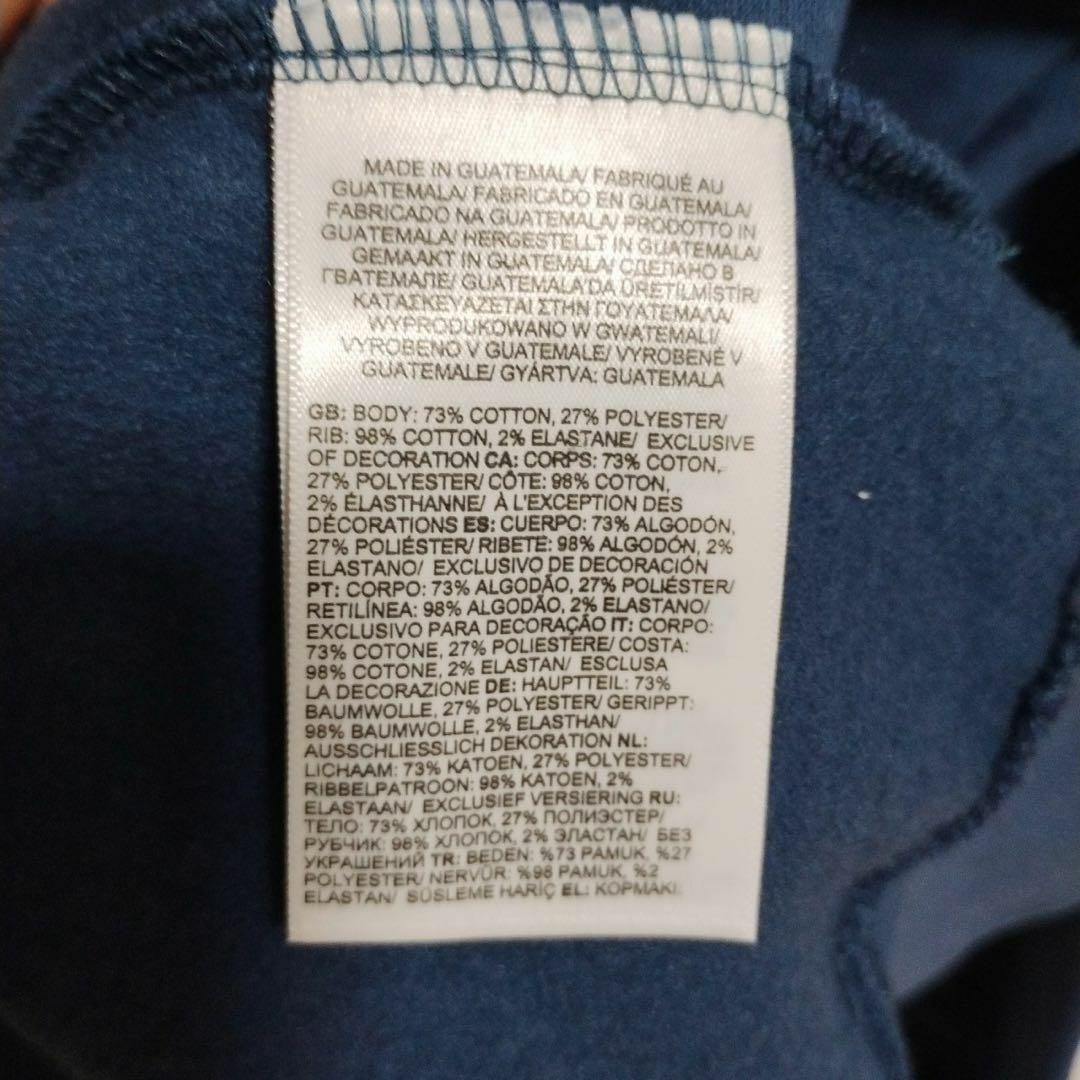 MADE IN GUATEMALA/ FABRIQUÉ AU
GUATEMALA/ FABRICADO EN GUATEMALA/
FABRICADO NA GUATEMALA/ PRODOTTO IN
GUATEMALA/ HERGESTELLT IN GUATEMALA/
GEMAAKT IN GUATEMALA/ СДЕЛАНО В
ГВАТЕМАЛЕ/ GUATEMALA'DA ÜRETİLMİSTİR/
ΚΑΤΑΣΚΕΥΑΖΕΤΑΙ ΣΤΗΝ ΓΟΥΑΤΕΜΑΛΑ/
WYPRODUKOWANO W GWATEMALI/
VYROBENO V GUATEMALE/ VYROBENÉ V
GUATEMALE/ GYÁRTVA: GUATEMALA
GB: BODY: 73% COTTON, 27% POLYESTER/
RIB: 98% COTTON, 2% ELASTANE/ EXCLUSIVE
OF DECORATION CA: CORPS: 73% COTON,
27% POLYESTER/ CÔTE: 98% COTON,
2% ÉLASTHANNE/ À L'EXCEPTION DES
DÉCORATIONS ES: CUERPO: 73% ALGODÓN,
27% POLIÉSTER/ RIBETE: 98% ALGODÓN, 2%
ELASTANO/ EXCLUSIVO DE DECORACIÓN
PT: CORPO: 73% ALGODÃO, 27% POLIÉSTER/
RETILÍNEA: 98% ALGODÃO, 2% ELASTANO/
EXCLUSIVO PARA DECORAÇÃO IT: CORPO:
73% COTONE, 27% POLIESTERE/ COSTA:
98% COTONE, 2% ELASTAN/ ESCLUSA
LA DECORAZIONE DE: HAUPTTEIL: 73%
BAUMWOLLE, 27% POLYESTER/ GERIPPT:
98% BAUMWOLLE, 2% ELASTHAN/
AUSSCHLIESSLICH DEKORATION NL:
LICHAAM: 73% KATOEN, 27% POLYESTER/
RIBBELPATROON: 98% KATOEN, 2%
ELASTAAN/ EXCLUSIEF VERSIERING RU:
ТЕЛО: 73% ХЛОПОК, 27% ПОЛИЭСТЕР/
РУБЧИК: 98% ХЛОПОК, 2% ЭЛАСТАН/ БЕЗ
УКРАШЕНИЙ TR: BEDEN: %73 PAMUK, %27
POLYESTER/ NERVÜR: %98 PAMUK, %2
ELASTAN/ SÜSLEME HARİÇ EL: ΚΟΡΜΑΚΙ: